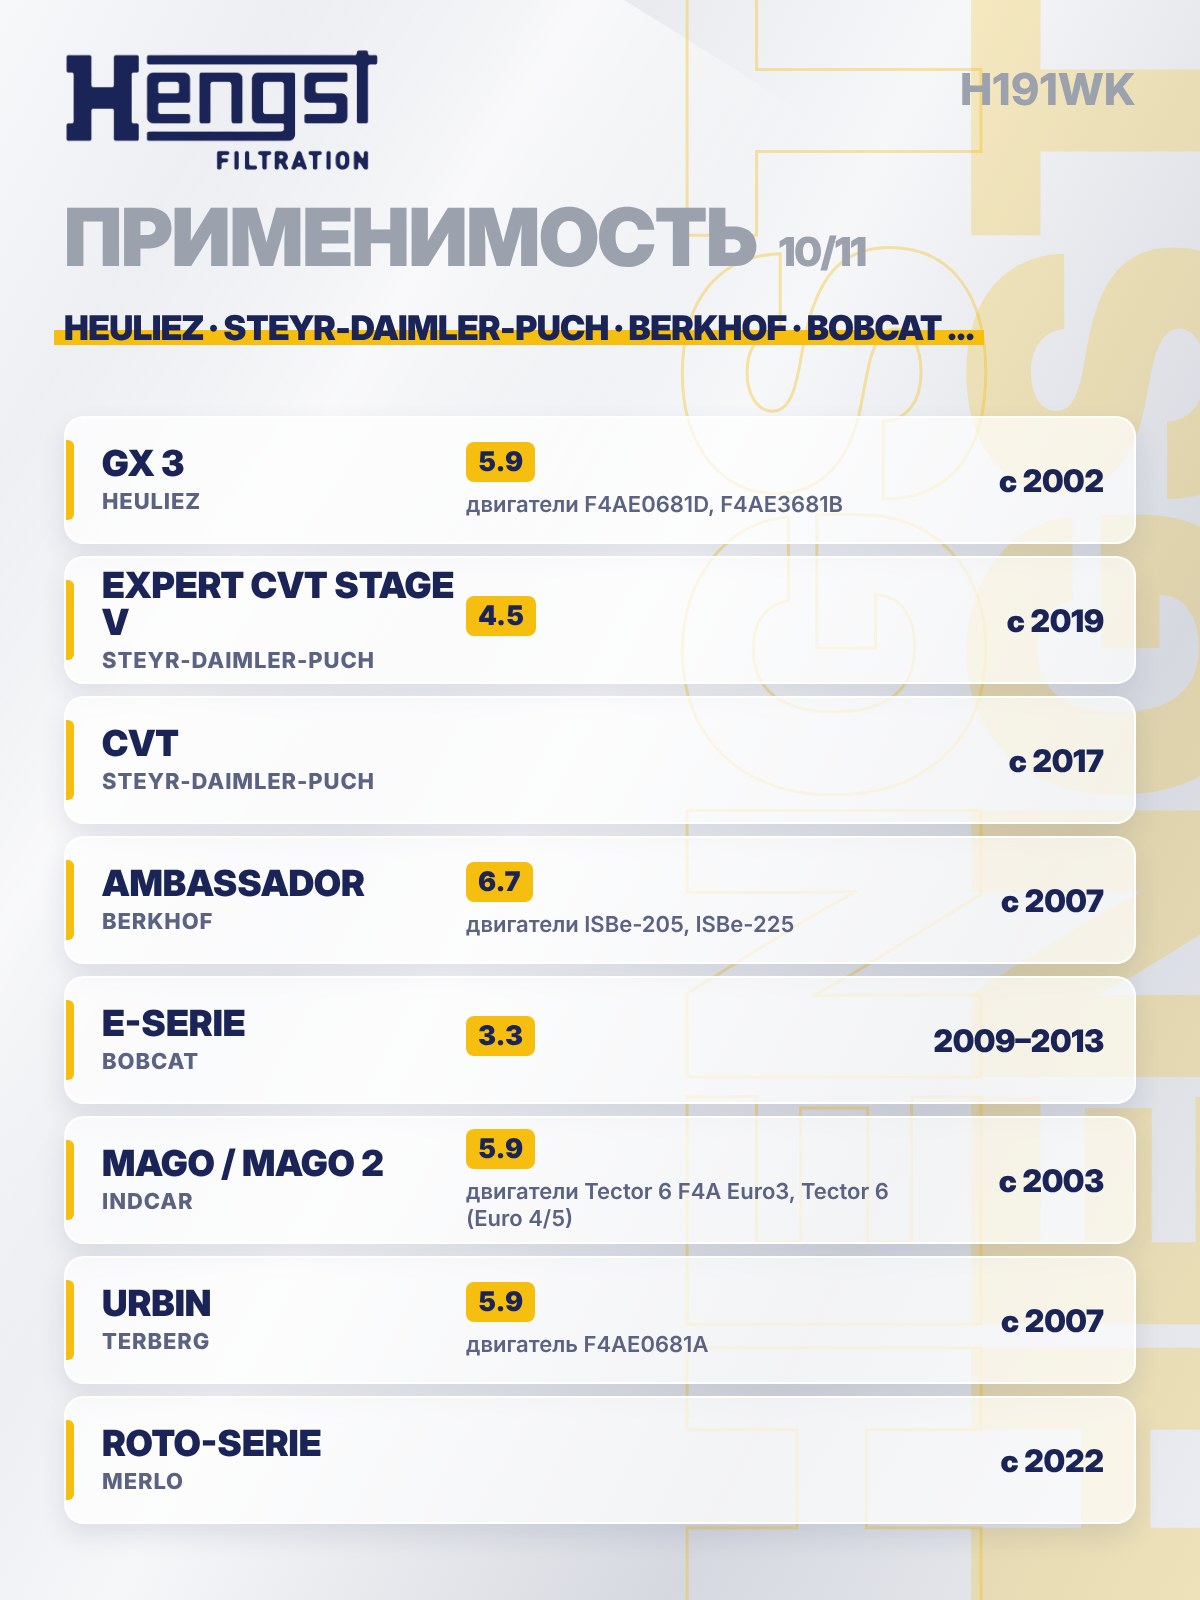 Hengst
FILTRATION
H191WK
ПРИМЕНИМОСТЬ 10/11
HEULIEZ · STEYR-DAIMLER-PUCH · BERKHOF · BOBCAT ...
GX 3
HEULIEZ
5.9
двигатели F4AE0681D, F4AE3681B
с 2002
EXPERT CVT STAGE
V
STEYR-DAIMLER-PUCH
4.5
с 2019
CVT
STEYR-DAIMLER-PUCH
с 2017
AMBASSADOR
BERKHOF
6.7
двигатели ISBe-205, ISBe-225
с 2007
E-SERIE
BOBCAT
3.3
2009–2013
MAGO / MAGO 2
INDCAR
5.9
двигатели Tector 6 F4A Euro3, Tector 6
(Euro 4/5)
с 2003
URBIN
TERBERG
5.9
двигатель F4AE0681A
с 2007
ROTO-SERIE
MERLO
с 2022
HENGST
HENGST